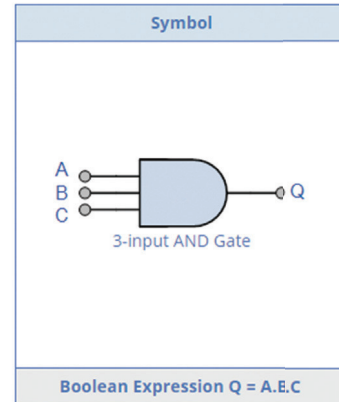 Symbol
A
B
C
Q
3-input AND Gate
Boolean Expression Q = A.B.C